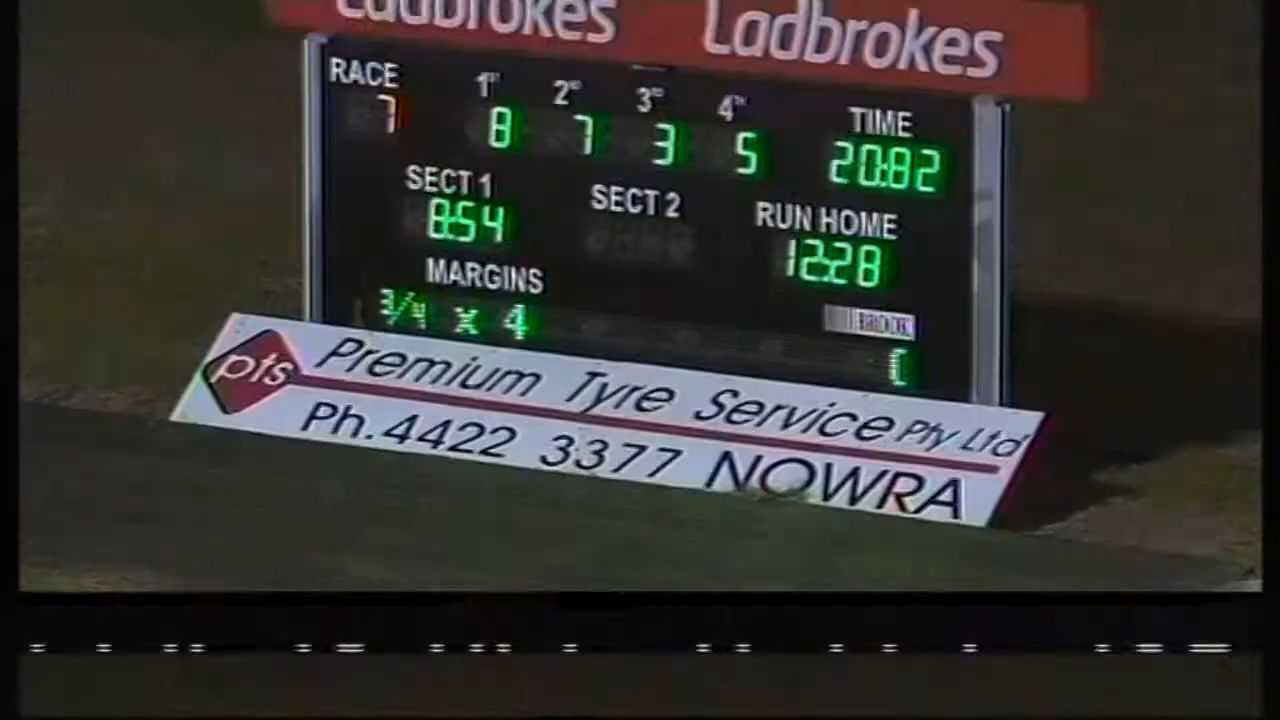 Ladbrokes Ladbrokes
RACE 1ST 2ND 3RD 4TH TIME
7 8 7 3 5 20:82
SECT 1 SECT 2 RUN HOME
8:54 12:28
MARGINS
3/4 x 4
pts Premium Tyre Service Pty Ltd
Ph. 4422 3377 NOWRA